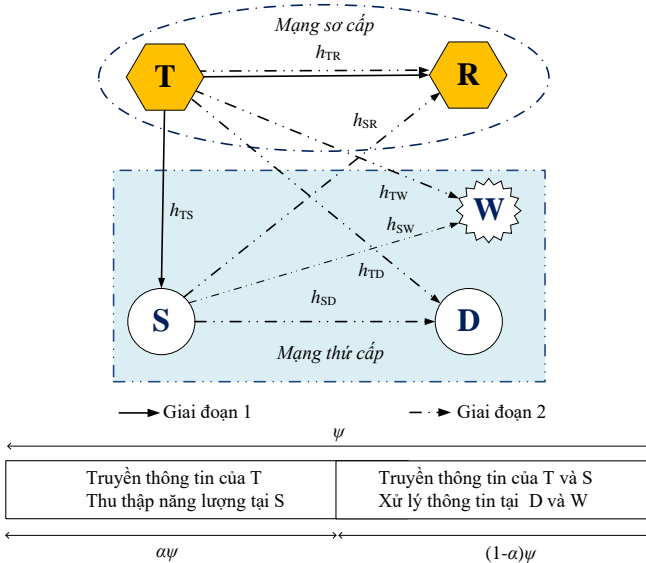 Mạng sơ cấp
hTR
T
R
hSR
hTW
W
hTS
hSW
hTD
hSD
S
D
Mạng thứ cấp
Giai đoạn 1
Giai đoạn 2
ψ
Truyền thông tin của T
Thu thập năng lượng tại S
Truyền thông tin của T và S
Xử lý thông tin tại D và W
αψ
(1-α)ψ